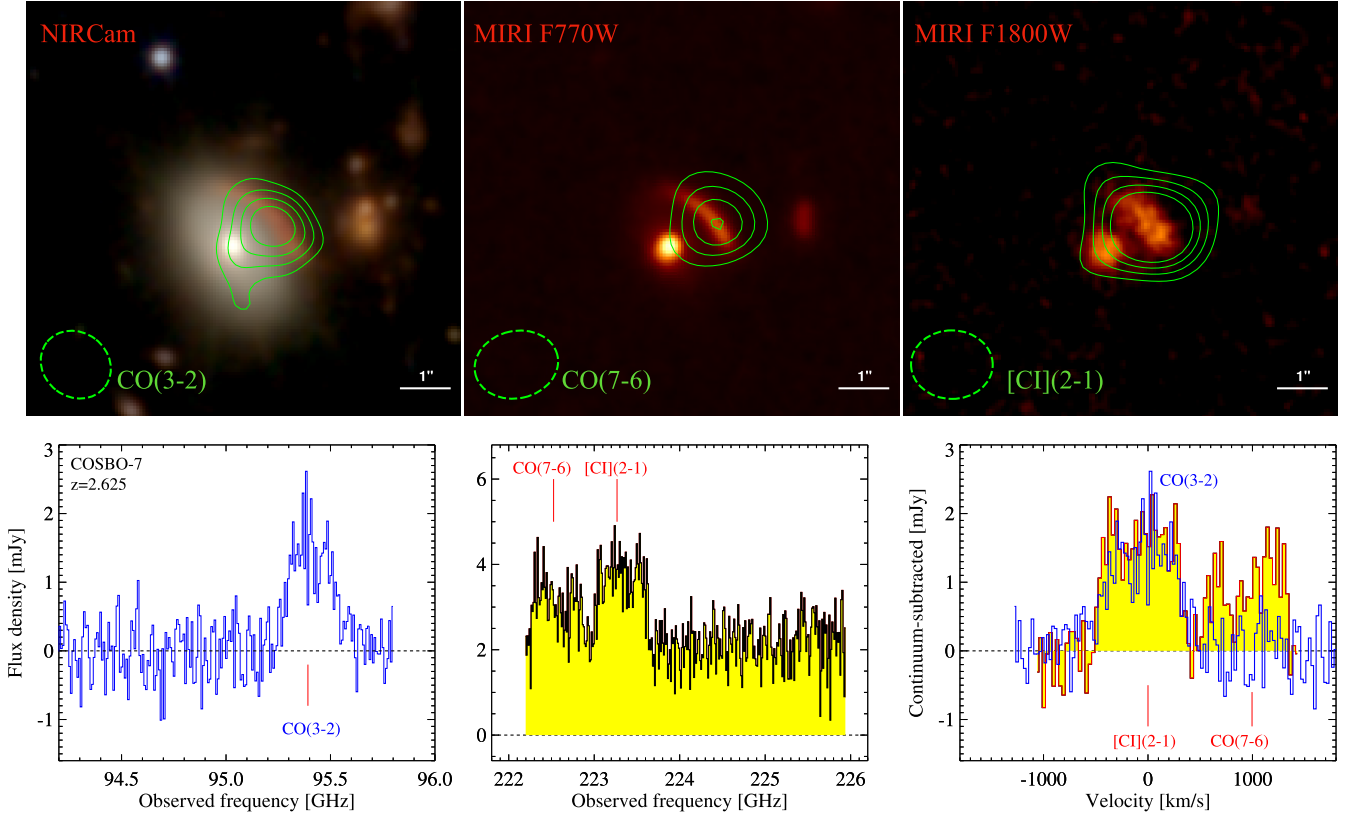 NIRCam
MIRI F770W
MIRI F1800W
CO(3-2)
1"
CO(7-6)
1"
[CI](2-1)
1"
3
2
1
0
-1
Flux density [mJy]
COSBO-7
z=2.625
CO(3-2)
94.5 95.0 95.5 96.0
Observed frequency [GHz]
6
4
2
0
CO(7-6) [CI](2-1)
222 223 224 225 226
Observed frequency [GHz]
3
2
1
0
-1
Continuum-subtracted [mJy]
CO(3-2)
[CI](2-1) CO(7-6)
-1000 0 1000
Velocity [km/s]